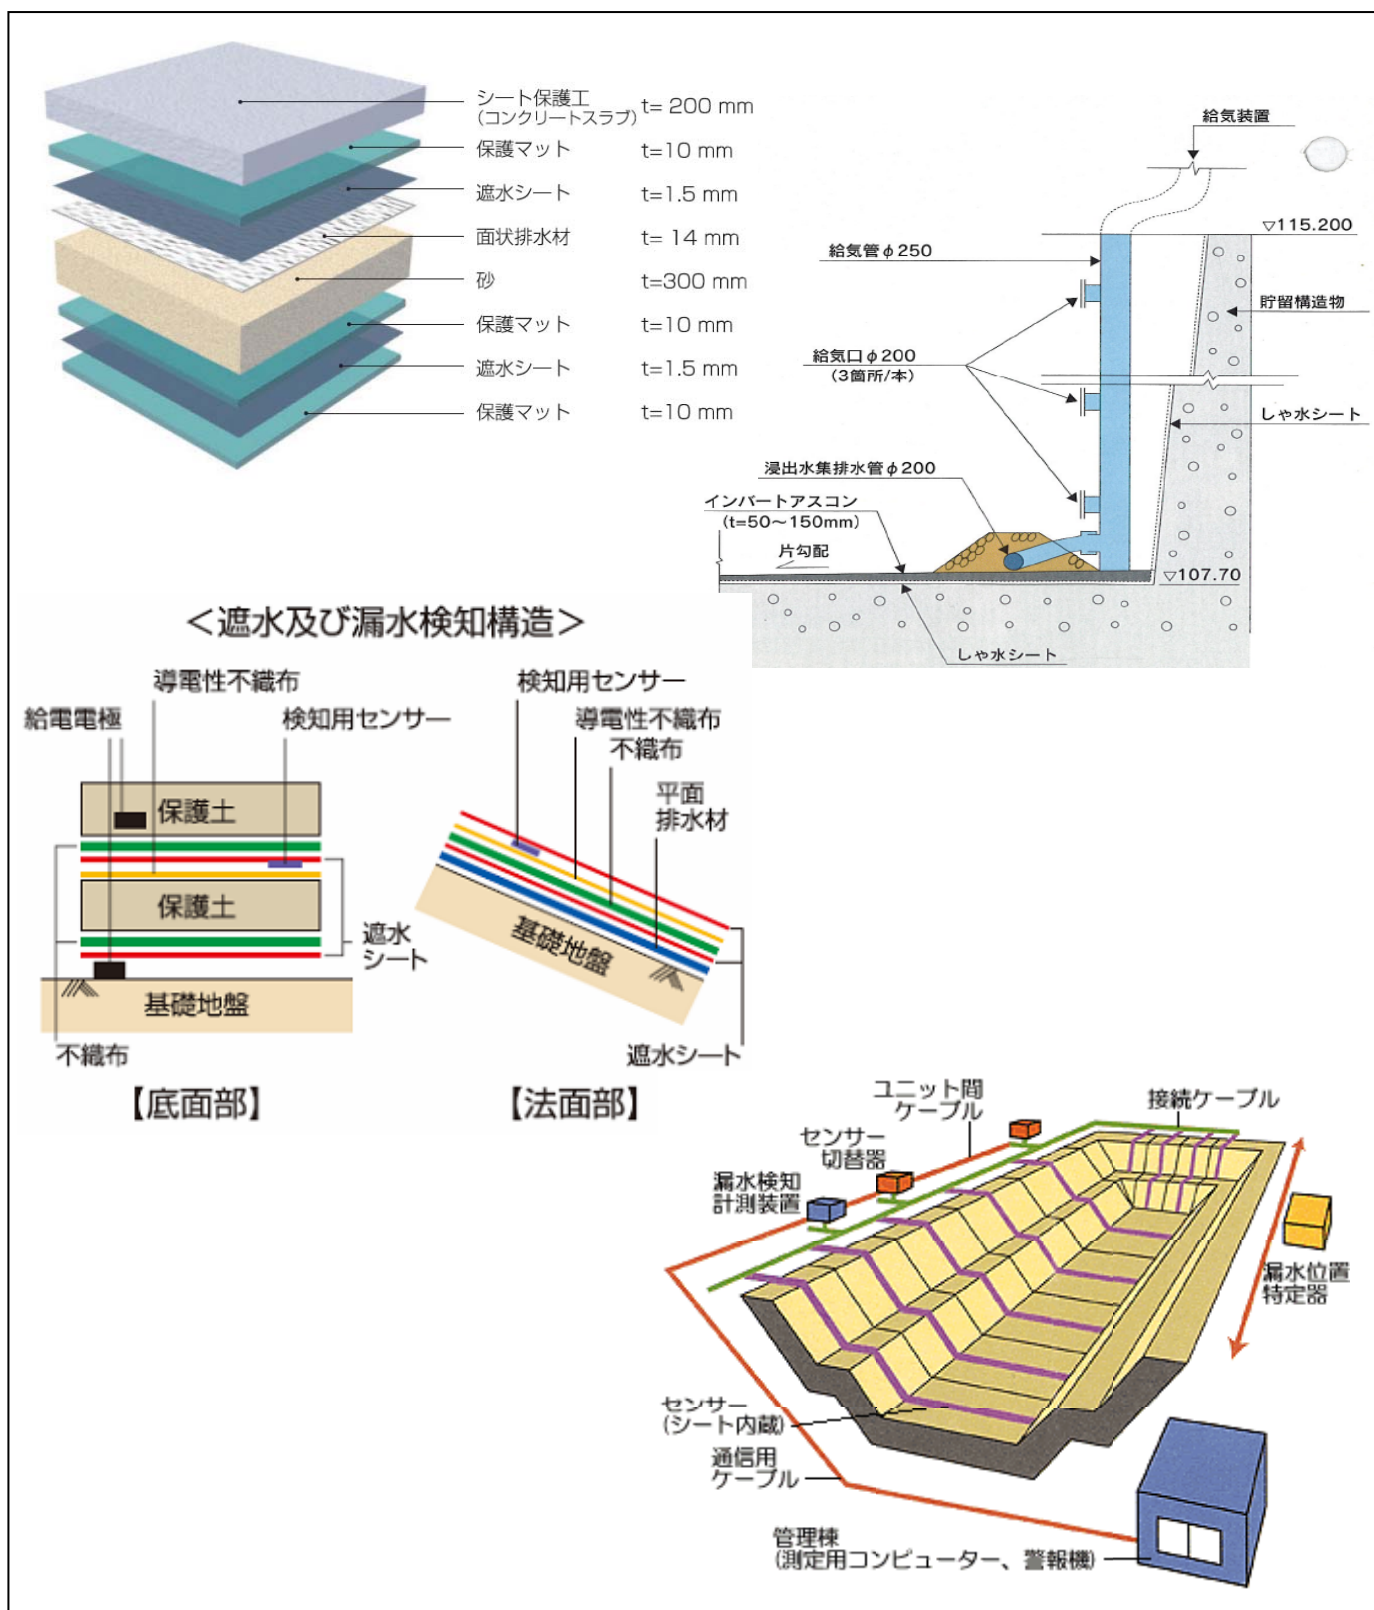 シート保護工
(コンクリートスラブ)
t= 200 mm
保護マット t=10 mm
遮水シート t=1.5 mm
面状排水材 t= 14 mm
砂 t=300 mm
保護マット t=10 mm
遮水シート t=1.5 mm
保護マット t=10 mm
給気装置
▽115.200
給気管φ250
貯留構造物
給気口φ200
(3箇所/本)
しゃ水シート
浸出水集排水管φ200
インバートアスコン
(t=50～150mm)
片勾配
▽107.70
しゃ水シート
＜遮水及び漏水検知構造＞
導電性不織布
給電電極
検知用センサー
保護土
保護土
遮水
シート
基礎地盤
不織布
【底面部】
検知用センサー
導電性不織布
不織布
平面
排水材
基礎地盤
遮水シート
【法面部】
ユニット間
ケーブル
接続ケーブル
センサー
切替器
漏水検知
計測装置
漏水位置
特定器
センサー
(シート内蔵)
通信用
ケーブル
管理棟
(測定用コンピューター、警報機)